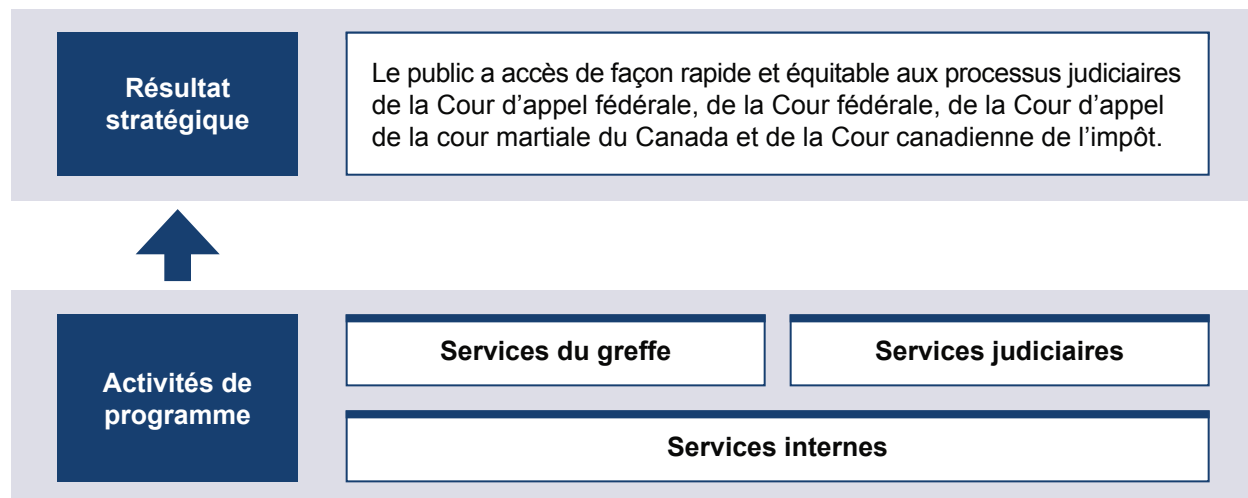 Résultat
stratégique
Le public a accès de façon rapide et équitable aux processus judiciaires
de la Cour d’appel fédérale, de la Cour fédérale, de la Cour d’appel
de la cour martiale du Canada et de la Cour canadienne de l’impôt.
Activités de
programme
Services du greffe
Services judiciaires
Services internes